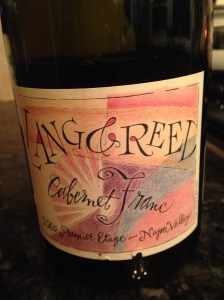 LANG & REED
Cabernet Franc
Premier Etage — Napa Valley